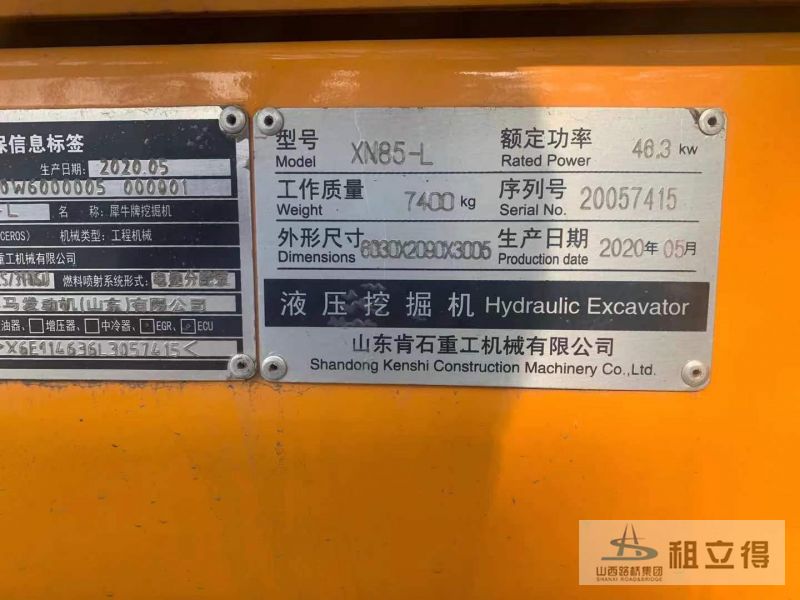 保信息标签
生产日期: 2020.05
0W6000005 000001
-L 名 称: 犀牛牌挖掘机
CEROS) 机械类型: 工程机械
重工机械有限公司
燃料喷射系统形式:
马发动机(山东)有限公司
油器、 增压器、 中冷器、 EGR、 ECU
X6E114636L3057415<
型号 XN85-L 额定功率 46.3 kw
Model Rated Power
工作质量 7400 kg 序列号 20057415
Weight Serial No.
外形尺寸 6030X2090X3005 生产日期 2020年 05月
Dimensions Production date
液压挖掘机 Hydraulic Excavator
山东肯石重工机械有限公司
Shandong Kenshi Construction Machinery Co.,Ltd.
山西路桥集团 租立得
SHANXI ROAD&BRIDGE